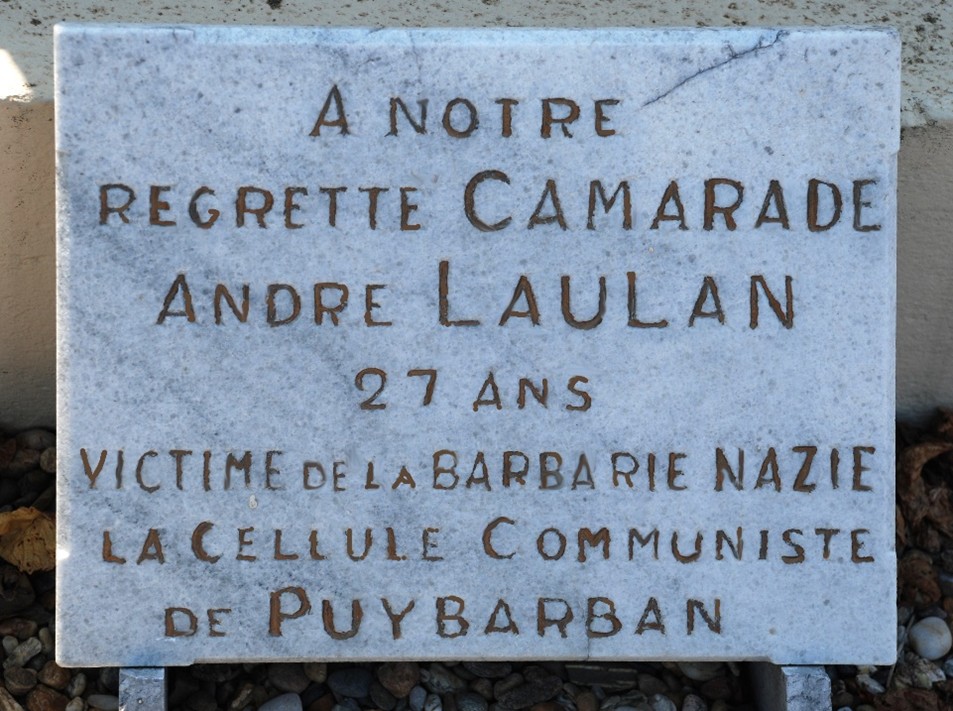 A NOTRE
REGRETTE CAMARADE
ANDRE LAULAN
27 ANS
VICTIME DE LA BARBARIE NAZIE
LA CELLULE COMMUNISTE
DE PUYBARBAN